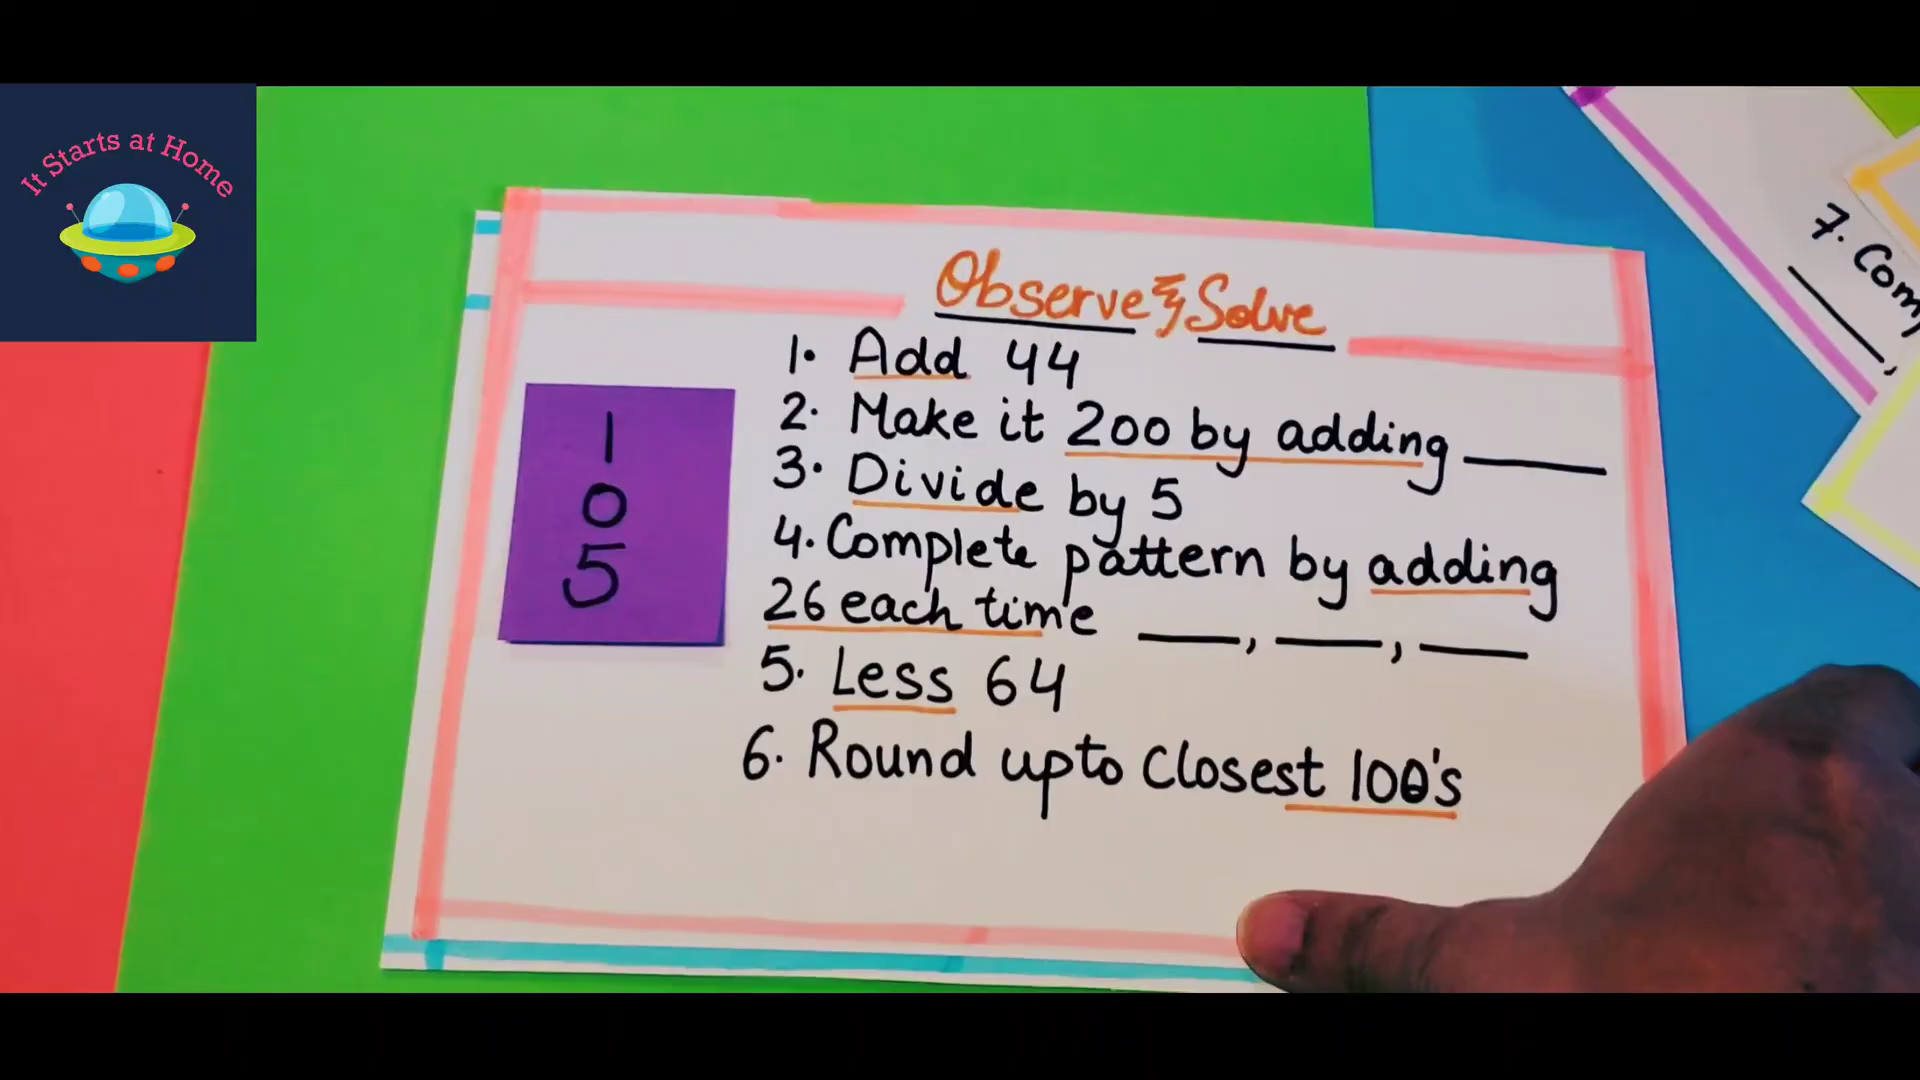 It Starts at Home
Observe & Solve
1
0
5
1. Add 44
2. Make it 200 by adding ____
3. Divide by 5
4. Complete pattern by adding
26 each time ___, ___, ___
5. Less 64
6. Round upto Closest 100's
7. Com
____,